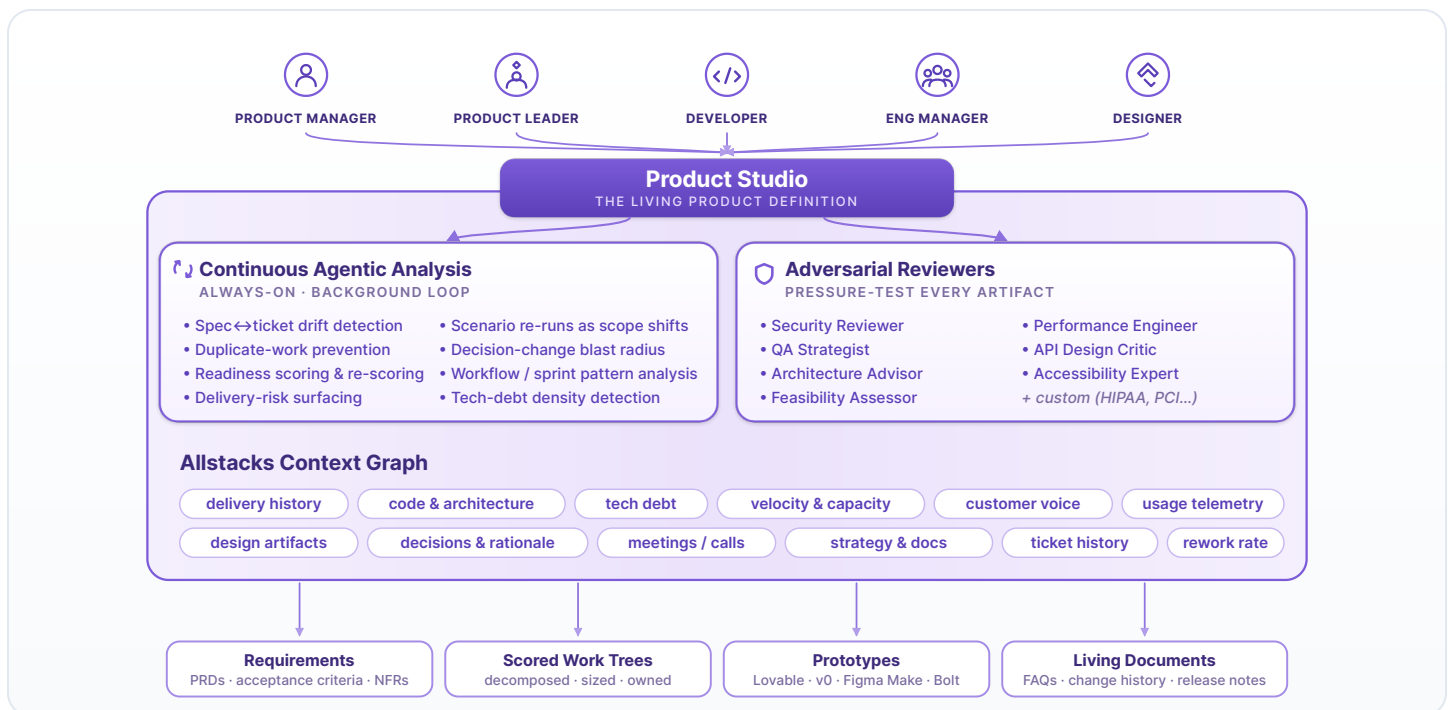 PRODUCT MANAGER
PRODUCT LEADER
DEVELOPER
ENG MANAGER
DESIGNER
Product Studio
THE LIVING PRODUCT DEFINITION
Continuous Agentic Analysis
ALWAYS-ON · BACKGROUND LOOP
• Spec↔ticket drift detection
• Duplicate-work prevention
• Readiness scoring & re-scoring
• Delivery-risk surfacing
• Scenario re-runs as scope shifts
• Decision-change blast radius
• Workflow / sprint pattern analysis
• Tech-debt density detection
Adversarial Reviewers
PRESSURE-TEST EVERY ARTIFACT
• Security Reviewer
• QA Strategist
• Architecture Advisor
• Feasibility Assessor
• Performance Engineer
• API Design Critic
• Accessibility Expert
+ custom (HIPAA, PCI...)
Allstacks Context Graph
delivery history
code & architecture
tech debt
velocity & capacity
customer voice
usage telemetry
design artifacts
decisions & rationale
meetings / calls
strategy & docs
ticket history
rework rate
Requirements
PRDs · acceptance criteria · NFRs
Scored Work Trees
decomposed · sized · owned
Prototypes
Lovable · v0 · Figma Make · Bolt
Living Documents
FAQs · change history · release notes